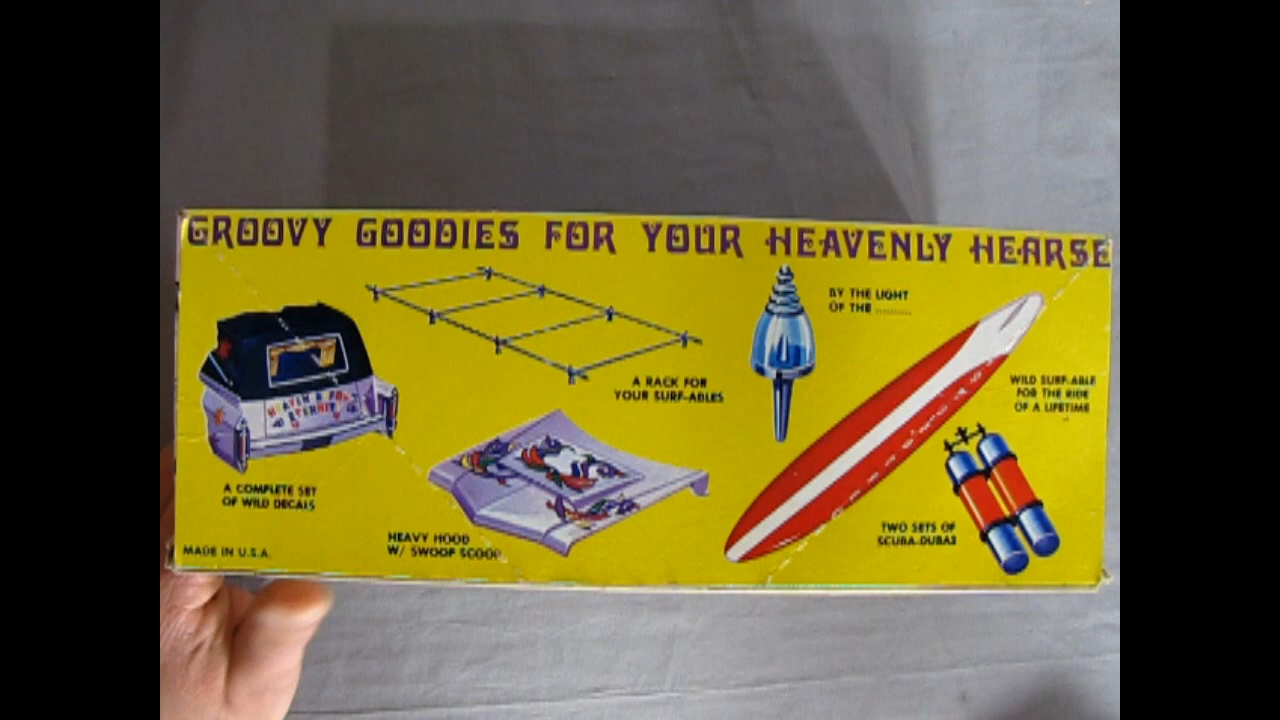 GROOVY GOODIES FOR YOUR HEAVENLY HEARSE
BY THE LIGHT
OF THE ..........
A RACK FOR
YOUR SURF-ABLES
WILD SURF-ABLE
FOR THE RIDE
OF A LIFETIME
A COMPLETE SET
OF WILD DECALS
HEAVY HOOD
W/ SWOOP SCOOP
TWO SETS OF
SCUBA-DUBAS
MADE IN U.S.A.